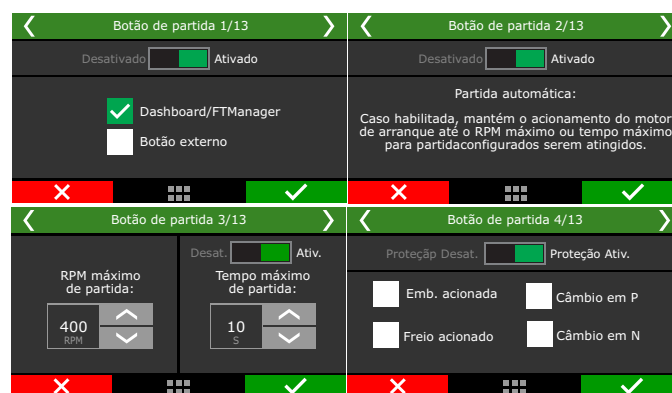 Botão de partida 1/13
Desativado Ativado
Dashboard/FTManager
Botão externo
Botão de partida 2/13
Desativado Ativado
Partida automática:
Caso habilitada, mantém o acionamento do motor
de arranque até o RPM máximo ou tempo máximo
para partidaconfigurados serem atingidos.
Botão de partida 3/13
Desat. Ativ.
RPM máximo
de partida:
400
RPM
Tempo máximo
de partida:
10
S
Botão de partida 4/13
Proteçãp Desat. Proteção Ativ.
Emb. acionada
Câmbio em P
Freio acionado
Câmbio em N